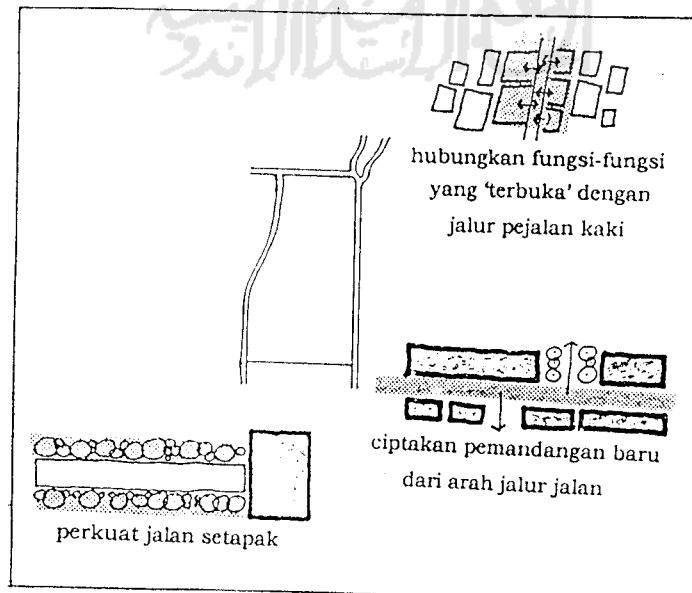 hubungkan fungsi-fungsi
yang ‘terbuka’ dengan
jalur pejalan kaki
ciptakan pemandangan baru
dari arah jalur jalan
perkuat jalan setapak